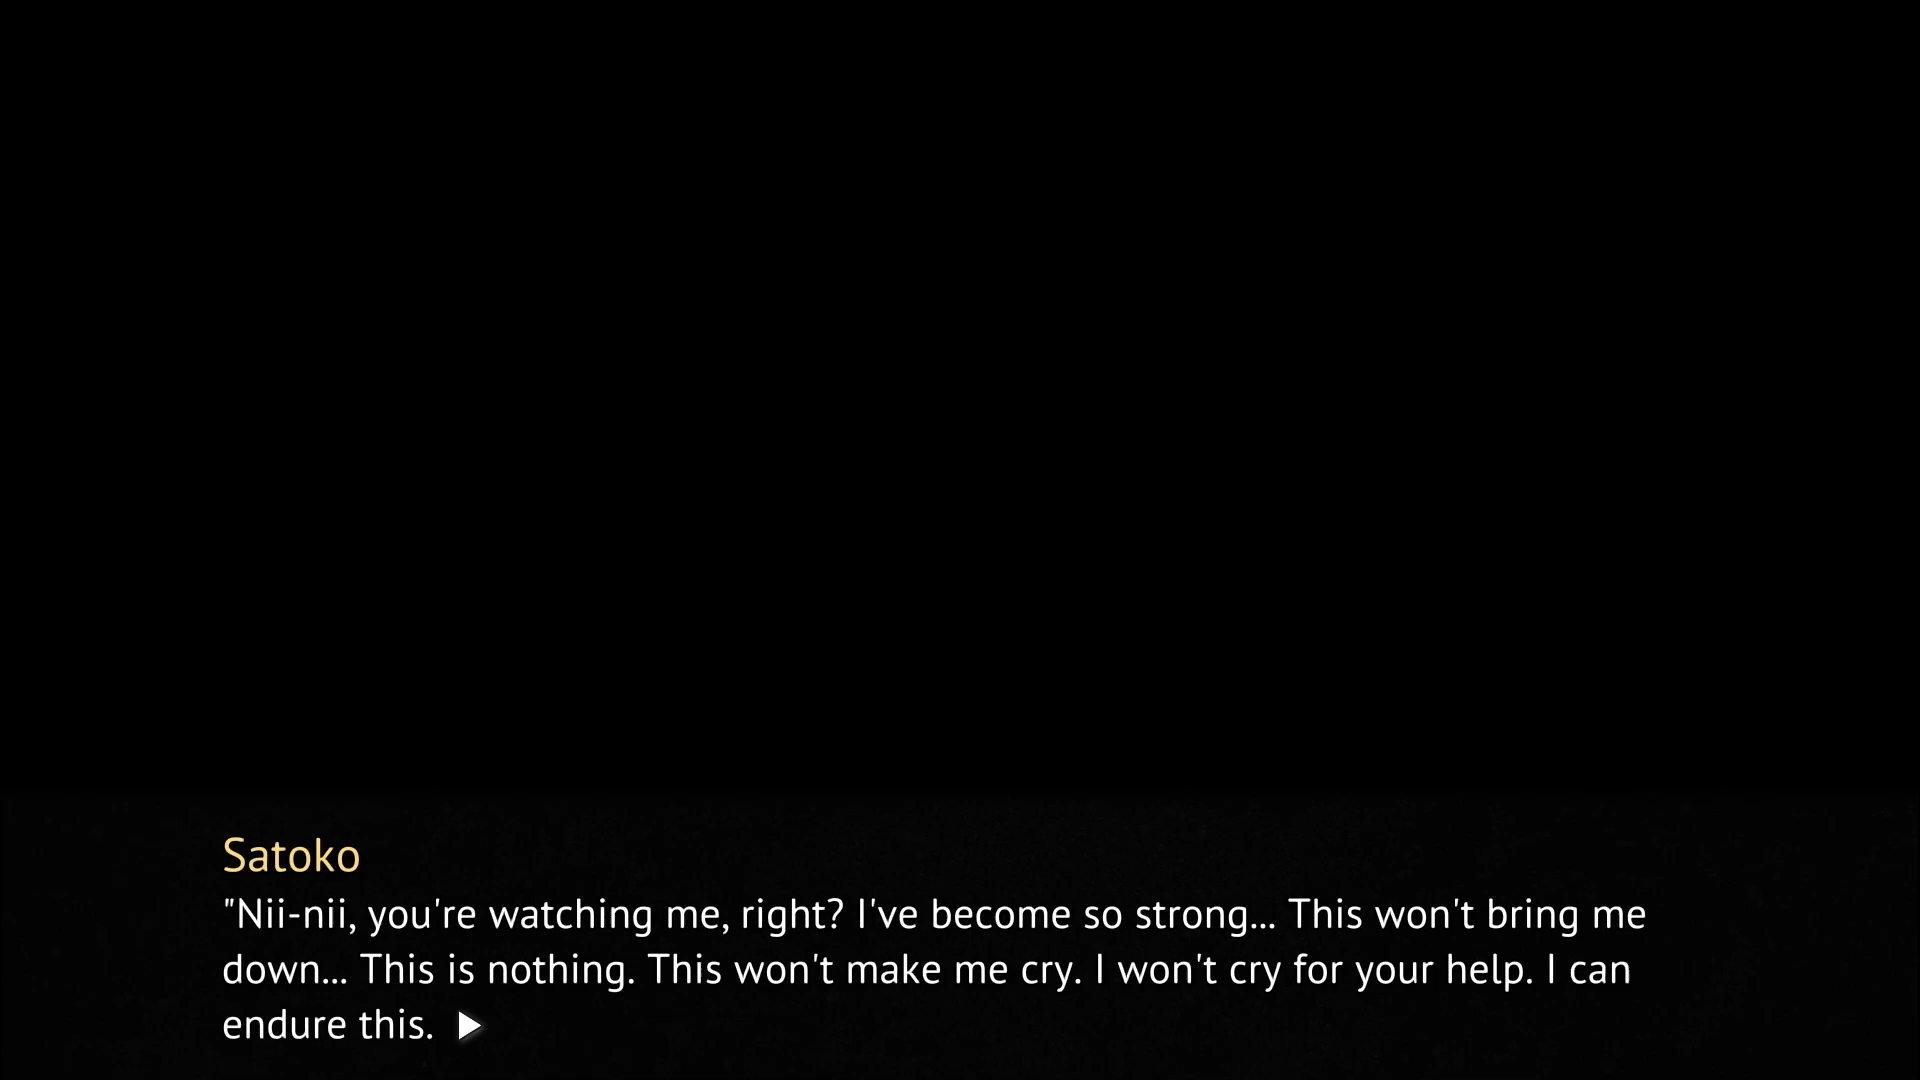 Satoko
"Nii-nii, you're watching me, right? I've become so strong... This won't bring me
down... This is nothing. This won't make me cry. I won't cry for your help. I can
endure this.